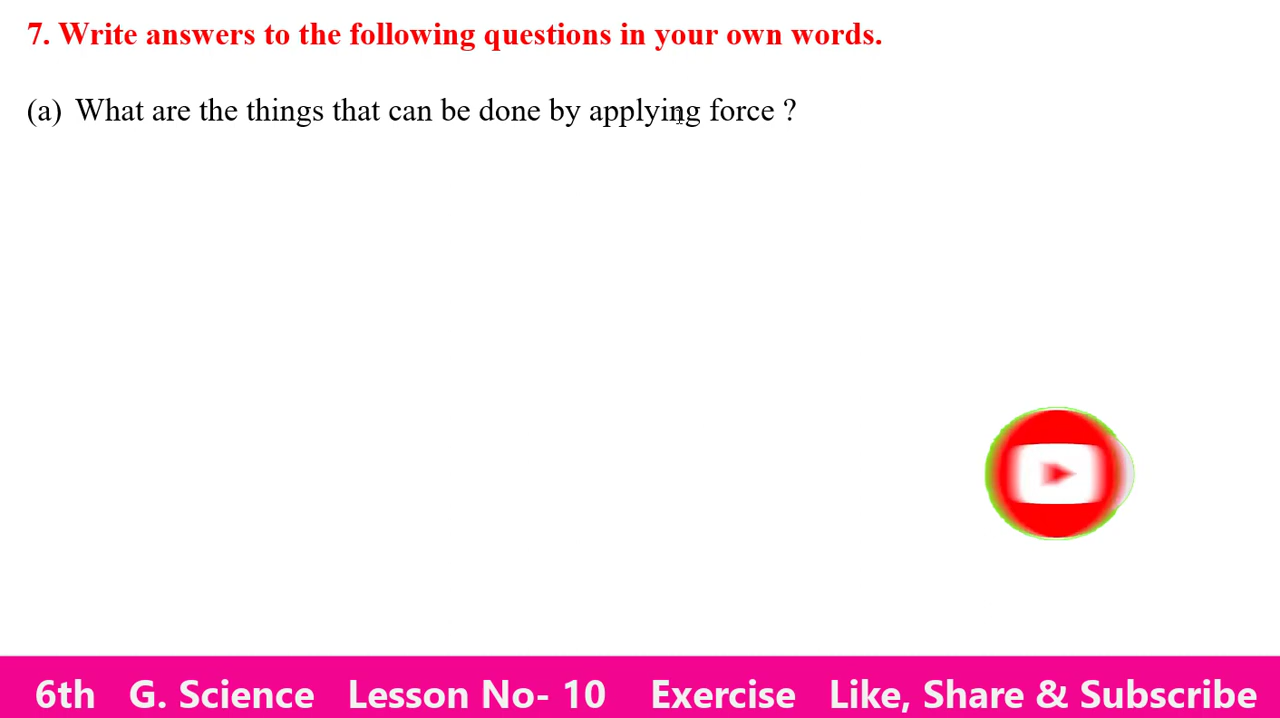 7. Write answers to the following questions in your own words.
(a) What are the things that can be done by applying force ?
6th G. Science Lesson No- 10 Exercise Like, Share & Subscribe